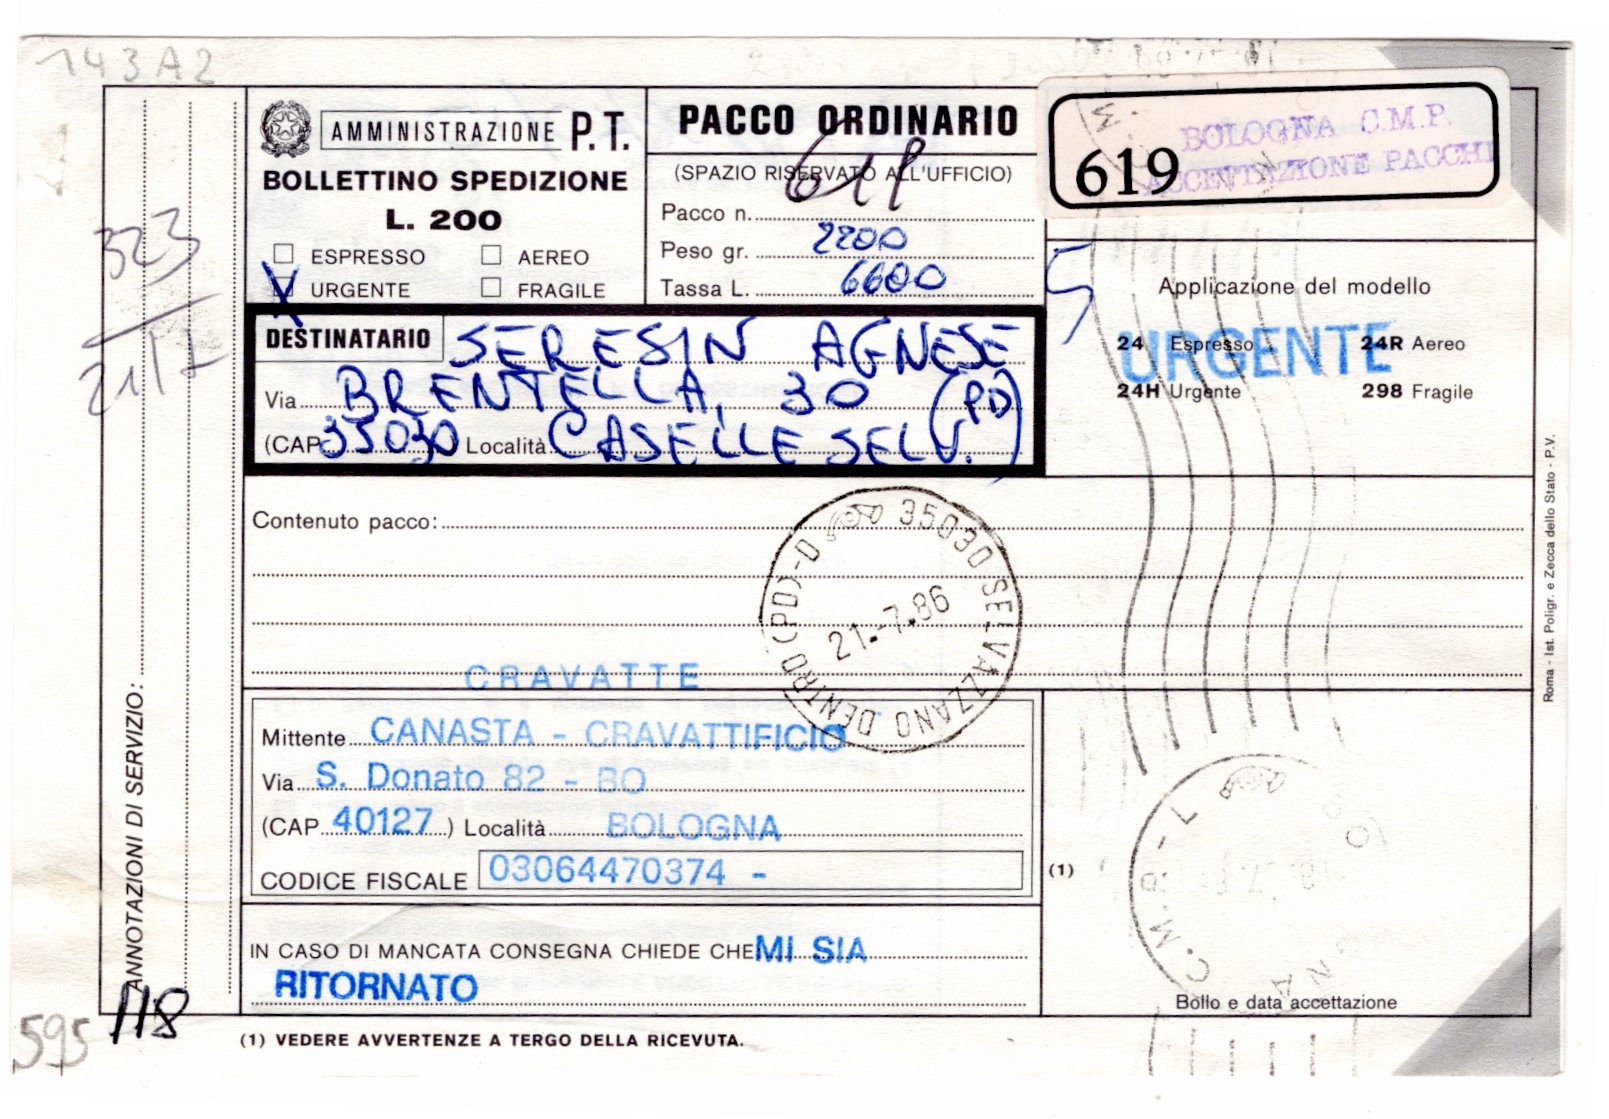 143A2
AMMINISTRAZIONE P.T.
BOLLETTINO SPEDIZIONE
L. 200
ESPRESSO AEREO
URGENTE FRAGILE
PACCO ORDINARIO
(SPAZIO RISERVATO ALL'UFFICIO)
619
Pacco n.
Peso gr. 2200
Tassa L. 6600
619
BOLOGNA C.M.P.
ACCETTAZIONE PACCHI
323
21/7
DESTINATARIO SERESIN AGNESE
Via BRENTELLA, 30 (PD)
(CAP 35030) Località CASELLE SELV.
5
Applicazione del modello
URGENTE
24 Espresso 24R Aereo
24H Urgente 298 Fragile
Contenuto pacco:
CRAVATTE
35030 SELVAZZANO DENTRO (PD)-D
21.-7.86
Mittente CANASTA - CRAVATTIFICIO
Via S. Donato 82 - BO
(CAP 40127) Località BOLOGNA
CODICE FISCALE 03064470374 -
(1)
IN CASO DI MANCATA CONSEGNA CHIEDE CHE MI SIA
RITORNATO
Bollo e data accettazione
(1) VEDERE AVVERTENZE A TERGO DELLA RICEVUTA.
ANNOTAZIONI DI SERVIZIO:
118
595
Roma - Ist. Poligr. e Zecca dello Stato - P.V.